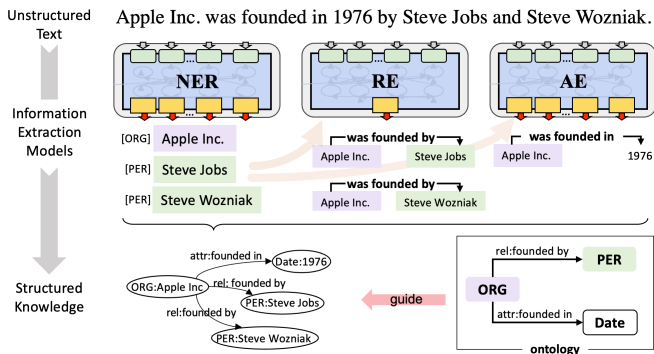 Unstructured
Text
Apple Inc. was founded in 1976 by Steve Jobs and Steve Wozniak.
...
...
...
NER
RE
AE
...
...
Information
Extraction
Models
[ORG] Apple Inc.
[PER] Steve Jobs
[PER] Steve Wozniak
was founded by
Apple Inc.
Steve Jobs
was founded by
Apple Inc.
Steve Wozniak
was founded in
Apple Inc.
1976
Structured
Knowledge
attr:founded in
Date:1976
ORG:Apple Inc
rel: founded by
PER:Steve Jobs
rel:founded by
PER:Steve Wozniak
guide
rel:founded by
PER
ORG
attr:founded in
Date
ontology